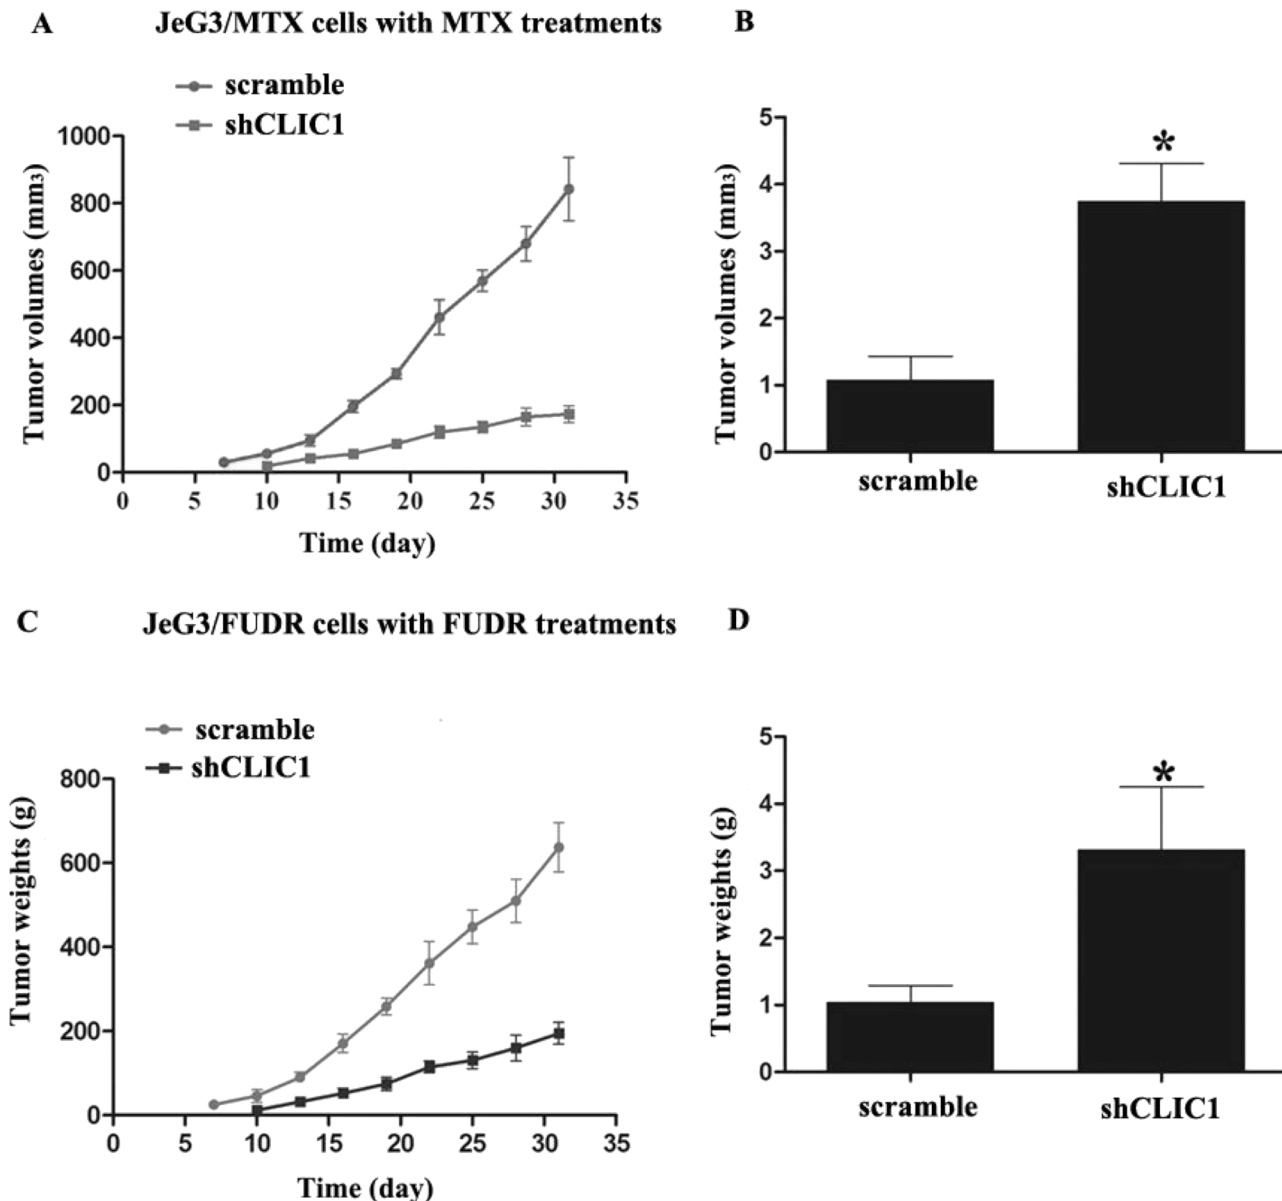 A
JeG3/MTX cells with MTX treatments
scramble
shCLIC1
1000
800
600
400
200
0
Tumor volumes (mm3)
0 5 10 15 20 25 30 35
Time (day)
B
5
4
3
2
1
0
Tumor volumes (mm3)
*
scramble
shCLIC1
C
JeG3/FUDR cells with FUDR treatments
scramble
shCLIC1
800
600
400
200
0
Tumor weights (g)
0 5 10 15 20 25 30 35
Time (day)
D
5
4
3
2
1
0
Tumor weights (g)
*
scramble
shCLIC1